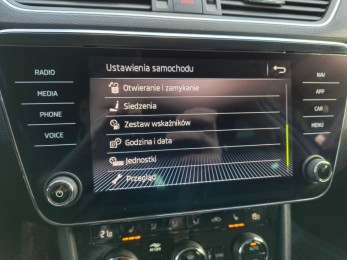 Ustawienia samochodu
RADIO
MEDIA
PHONE
VOICE
Otwieranie i zamykanie
Siedzenia
Zestaw wskaźników
Godzina i data
Jednostki
Przegląd
NAV
APP
CAR
MENU